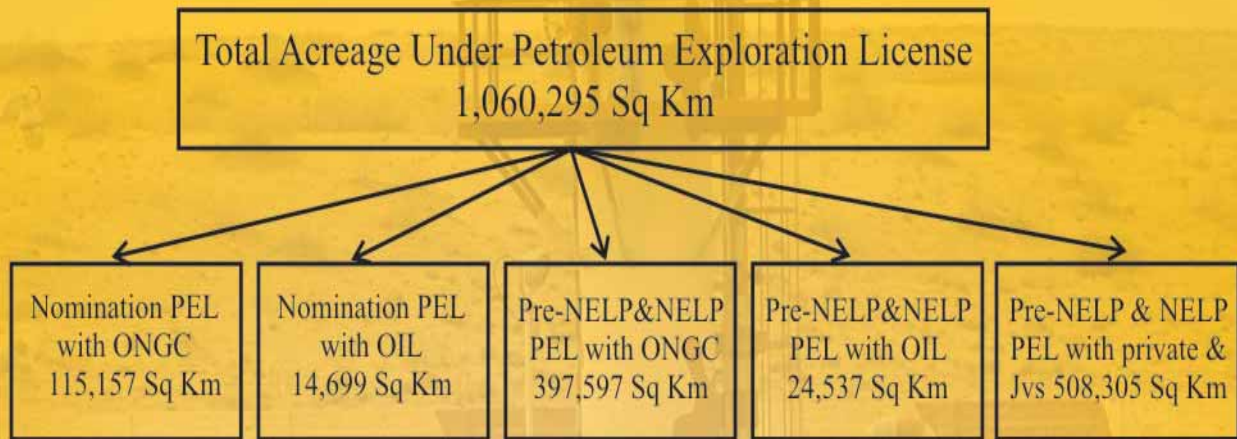 Total Acreage Under Petroleum Exploration License
1,060,295 Sq Km
Nomination PEL
with ONGC
115,157 Sq Km
Nomination PEL
with OIL
14,699 Sq Km
Pre-NELP&NELP
PEL with ONGC
397,597 Sq Km
Pre-NELP&NELP
PEL with OIL
24,537 Sq Km
Pre-NELP & NELP
PEL with private &
Jvs 508,305 Sq Km